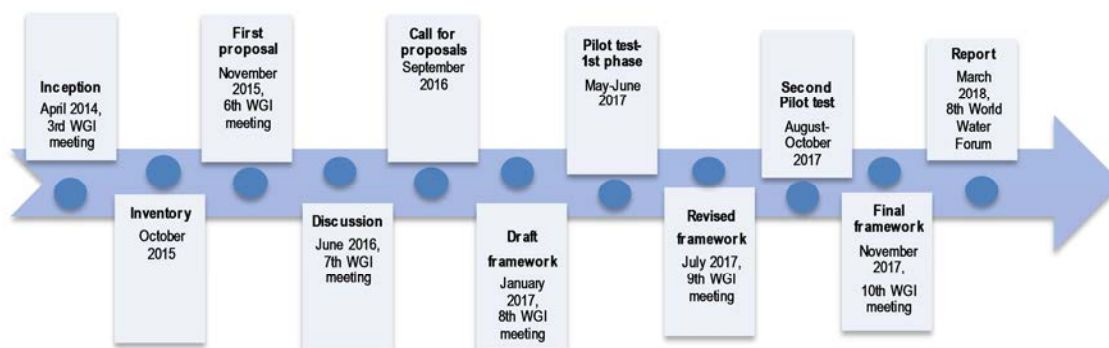 Inception
April 2014,
3rd WGI
meeting
Inventory
October
2015
First
proposal
November
2015,
6th WGI
meeting
Discussion
June 2016,
7th WGI
meeting
Call for
proposals
September
2016
Draft
framework
January
2017,
8th WGI
meeting
Pilot test-
1st phase
May-June
2017
Revised
framework
July 2017,
9th WGI
meeting
Second
Pilot test
August-
October
2017
Final
framework
November
2017,
10th WGI
meeting
Report
March
2018,
8th World
Water
Forum